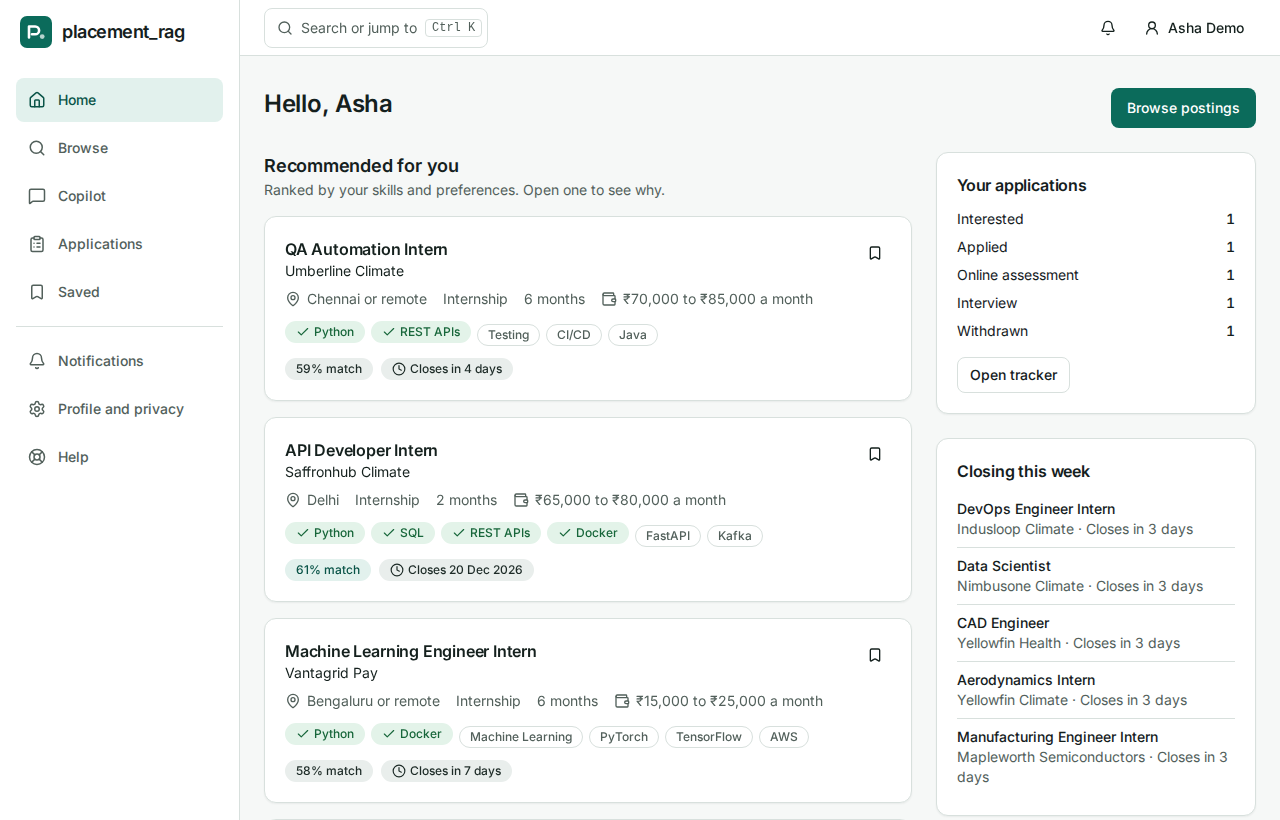 placement_rag
Home
Browse
Copilot
Applications
Saved
Notifications
Profile and privacy
Help
Search or jump to Ctrl K
Asha Demo
Hello, Asha
Browse postings
Recommended for you
Ranked by your skills and preferences. Open one to see why.
QA Automation Intern
Umberline Climate
Chennai or remote Internship 6 months ₹70,000 to ₹85,000 a month
Python REST APIs Testing CI/CD Java
59% match Closes in 4 days
API Developer Intern
Saffronhub Climate
Delhi Internship 2 months ₹65,000 to ₹80,000 a month
Python SQL REST APIs Docker FastAPI Kafka
61% match Closes 20 Dec 2026
Machine Learning Engineer Intern
Vantagrid Pay
Bengaluru or remote Internship 6 months ₹15,000 to ₹25,000 a month
Python Docker Machine Learning PyTorch TensorFlow AWS
58% match Closes in 7 days
Your applications
Interested 1
Applied 1
Online assessment 1
Interview 1
Withdrawn 1
Open tracker
Closing this week
DevOps Engineer Intern
Indusloop Climate · Closes in 3 days
Data Scientist
Nimbusone Climate · Closes in 3 days
CAD Engineer
Yellowfin Health · Closes in 3 days
Aerodynamics Intern
Yellowfin Climate · Closes in 3 days
Manufacturing Engineer Intern
Mapleworth Semiconductors · Closes in 3
days